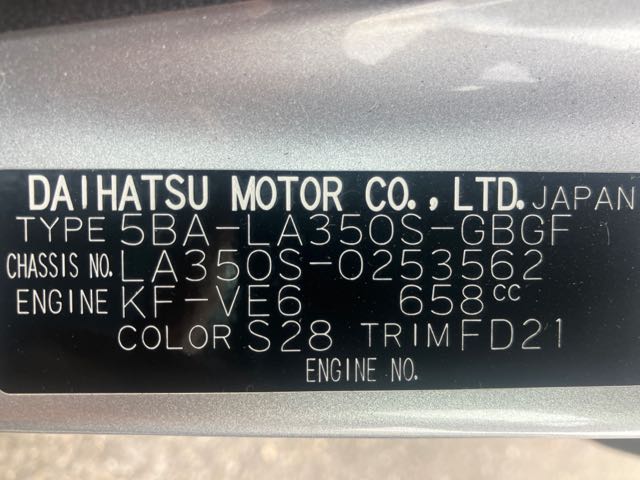 DAIHATSU MOTOR CO., LTD. JAPAN
TYPE 5BA-LA350S-GBGF
CHASSIS NO. LA350S-0253562
ENGINE KF-VE6 658cc
COLOR S28 TRIM FD21
ENGINE NO.